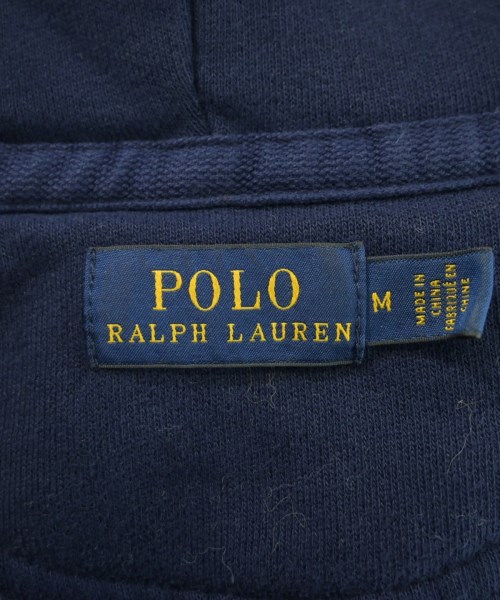 POLO
RALPH LAUREN
M
MADE IN
CHINA
FABRIQUÉ EN
CHINE